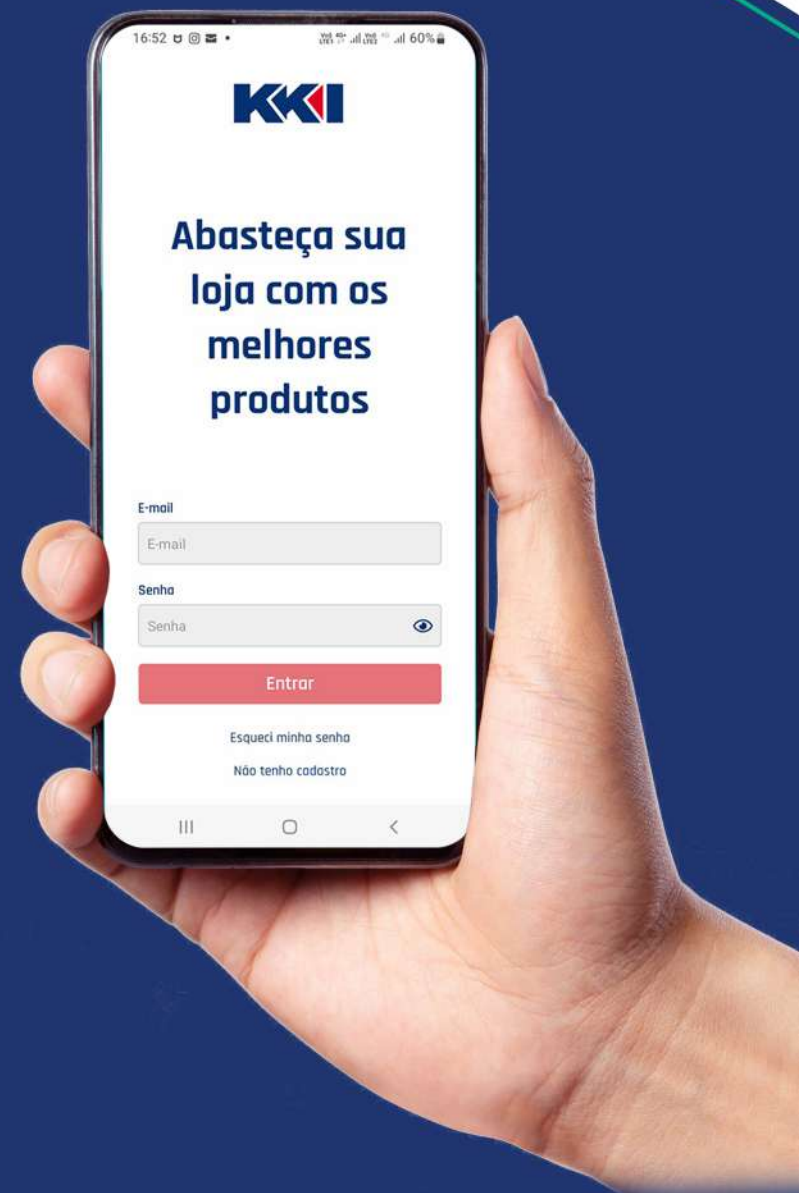 16:52
60%
KKI
Abasteça sua
loja com os
melhores
produtos
E-mail
E-mail
Senha
Senha
Entrar
Esqueci minha senha
Não tenho cadastro